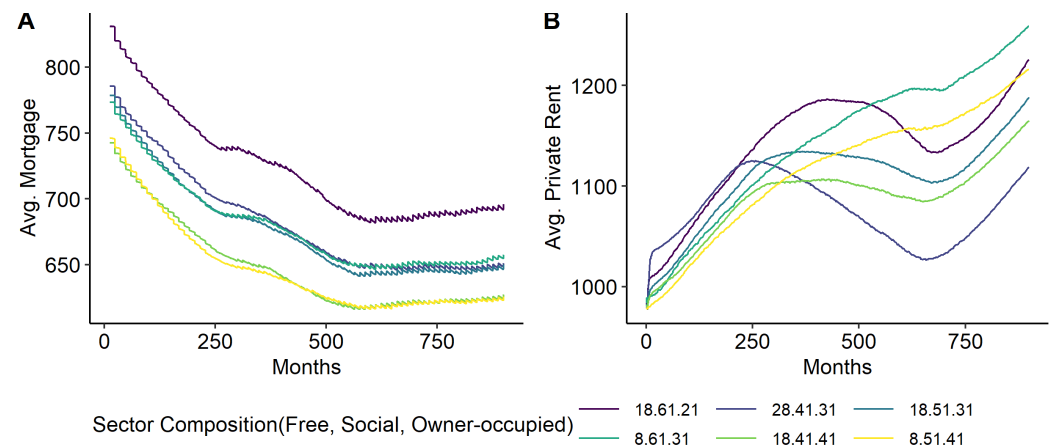 A
B
Avg. Mortgage
800
750
700
650
0 250 500 750
Months
Avg. Private Rent
1200
1100
1000
0 250 500 750
Months
Sector Composition(Free, Social, Owner-occupied)
18.61.21 28.41.31 18.51.31
8.61.31 18.41.41 8.51.41